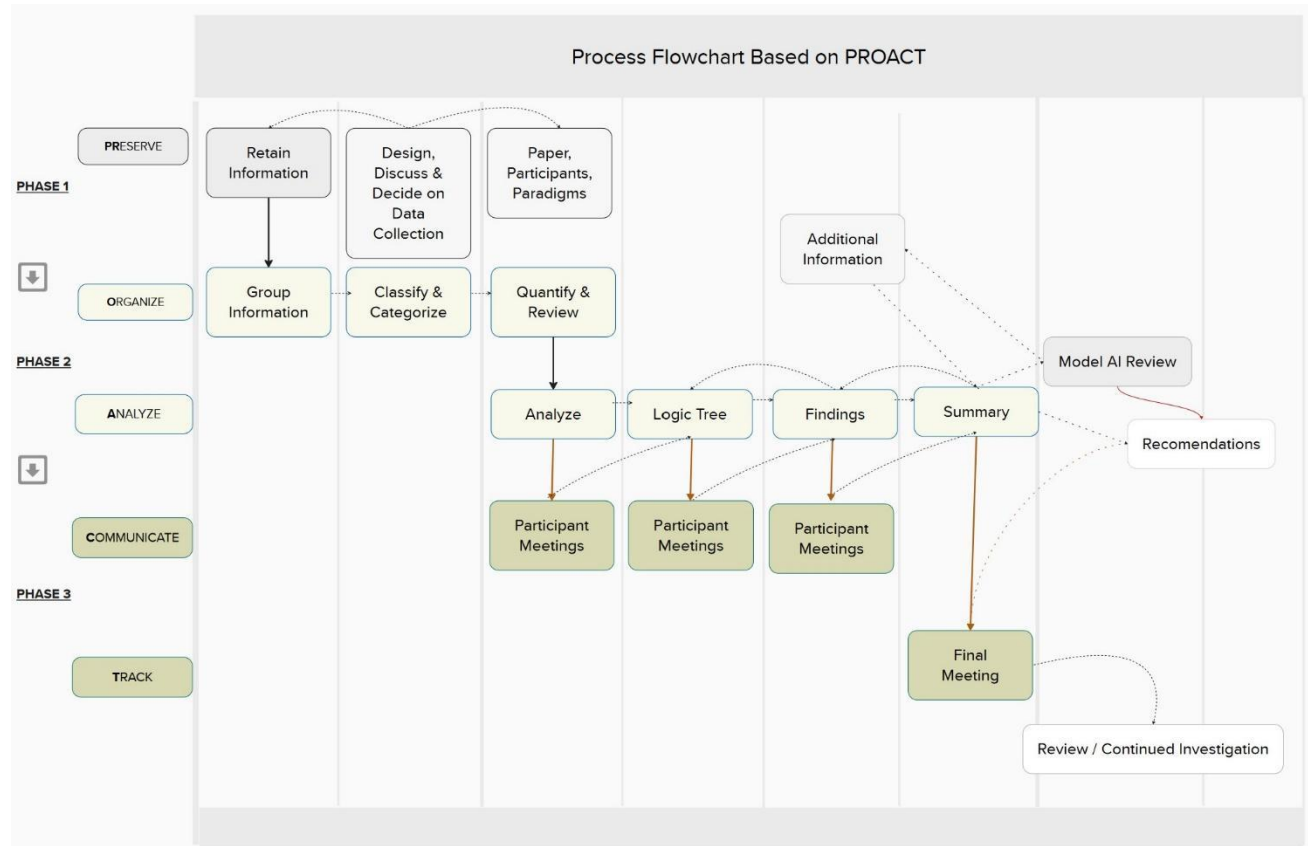 Process Flowchart Based on PROACT
PRESERVE
Retain
Information
Design,
Discuss &
Decide on
Data
Collection
Paper,
Participants,
Paradigms
PHASE 1
Additional
Information
ORGANIZE
Group
Information
Classify &
Categorize
Quantify &
Review
PHASE 2
Model AI Review
ANALYZE
Analyze
Logic Tree
Findings
Summary
Recomendations
COMMUNICATE
Participant
Meetings
Participant
Meetings
Participant
Meetings
PHASE 3
TRACK
Final
Meeting
Review / Continued Investigation